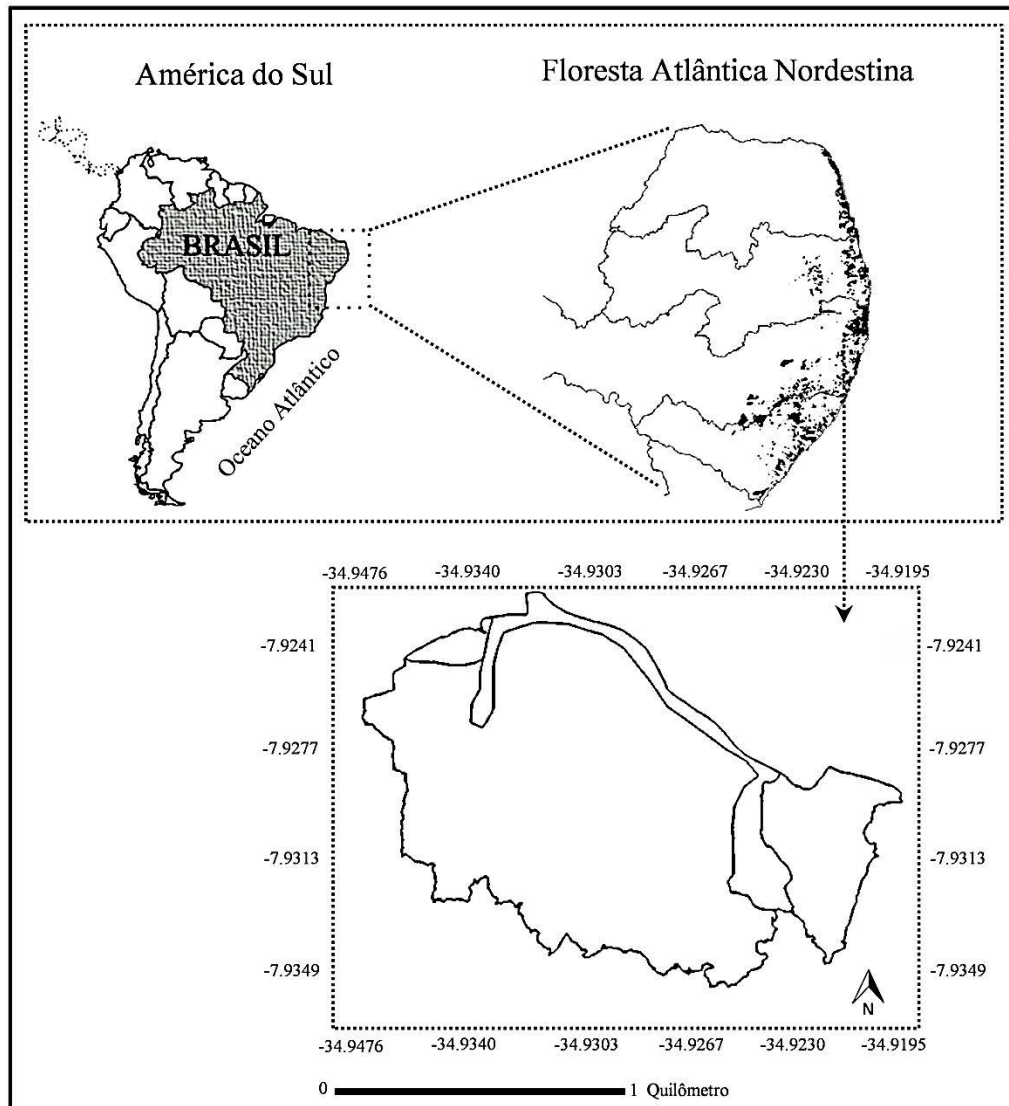 América do Sul
Floresta Atlântica Nordestina
BRASIL
Oceano Atlântico
-34.9476 -34.9340 -34.9303 -34.9267 -34.9230 -34.9195
-7.9241 -7.9241
-7.9277 -7.9277
-7.9313 -7.9313
-7.9349 -7.9349
N
-34.9476 -34.9340 -34.9303 -34.9267 -34.9230 -34.9195
0 1 Quilômetro